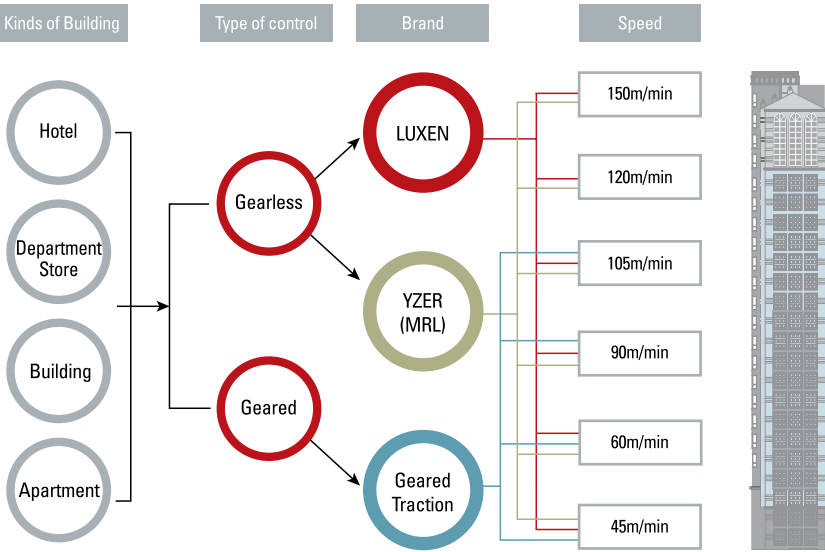 Kinds of Building
Type of control
Brand
Speed
Hotel
Department
Store
Building
Apartment
Gearless
Geared
LUXEN
YZER
(MRL)
Geared
Traction
150m/min
120m/min
105m/min
90m/min
60m/min
45m/min